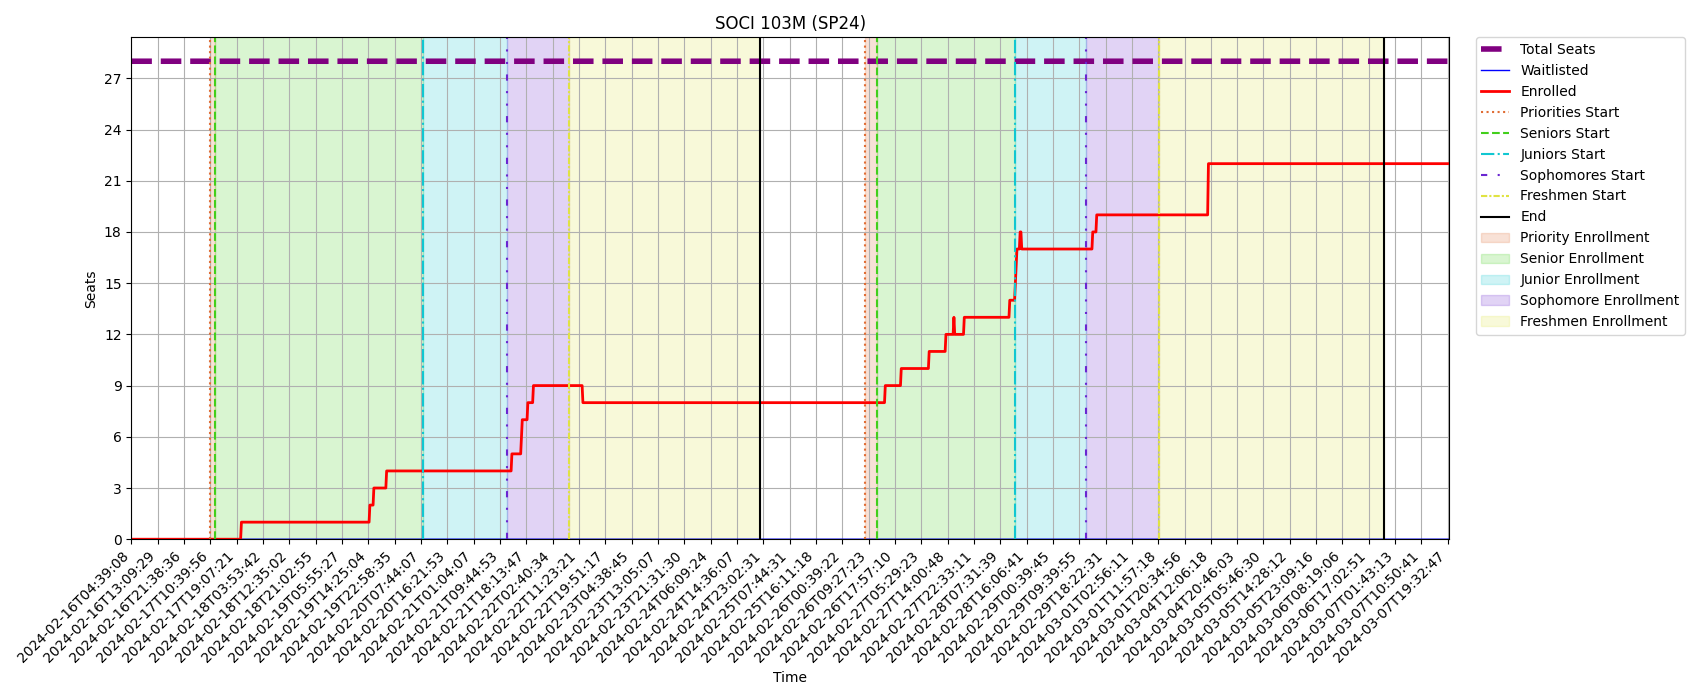 SOCI 103M (SP24)
Seats
27
24
21
18
15
12
9
6
3
0
2024-02-16T04:39:08
2024-02-16T13:09:29
2024-02-16T21:38:36
2024-02-17T10:39:56
2024-02-17T19:07:21
2024-02-18T03:53:42
2024-02-18T12:35:02
2024-02-18T21:02:55
2024-02-19T05:55:27
2024-02-19T14:25:04
2024-02-19T22:58:35
2024-02-20T07:44:07
2024-02-20T16:21:53
2024-02-21T01:04:07
2024-02-21T09:44:53
2024-02-21T18:13:47
2024-02-22T02:40:34
2024-02-22T11:23:21
2024-02-22T19:51:17
2024-02-23T04:38:45
2024-02-23T13:05:07
2024-02-23T21:31:30
2024-02-24T06:09:24
2024-02-24T14:36:07
2024-02-24T23:02:31
2024-02-25T07:44:31
2024-02-25T16:11:18
2024-02-26T00:39:22
2024-02-26T09:27:23
2024-02-26T17:57:10
2024-02-27T05:29:23
2024-02-27T14:00:48
2024-02-27T22:33:11
2024-02-28T07:31:39
2024-02-28T16:06:41
2024-02-29T00:39:45
2024-02-29T09:39:55
2024-02-29T18:22:31
2024-03-01T02:56:11
2024-03-01T11:57:18
2024-03-01T20:34:56
2024-03-04T12:06:18
2024-03-04T20:46:03
2024-03-05T05:46:30
2024-03-05T14:28:12
2024-03-05T23:09:16
2024-03-06T08:19:06
2024-03-06T17:02:51
2024-03-07T01:43:13
2024-03-07T10:50:41
2024-03-07T19:32:47
Time
Total Seats
Waitlisted
Enrolled
Priorities Start
Seniors Start
Juniors Start
Sophomores Start
Freshmen Start
End
Priority Enrollment
Senior Enrollment
Junior Enrollment
Sophomore Enrollment
Freshmen Enrollment